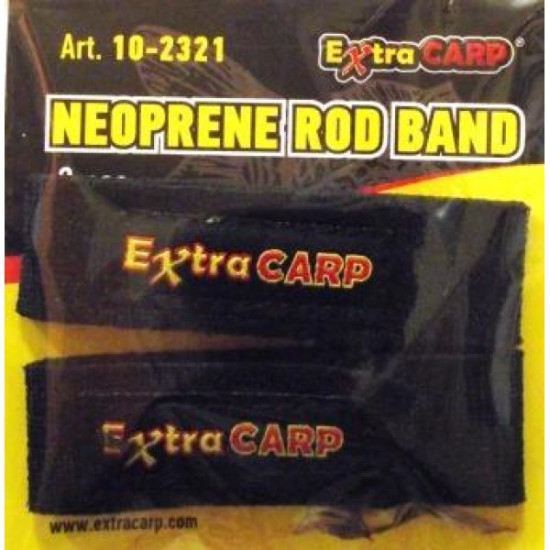 Art. 10-2321
ExtraCARP®
NEOPRENE ROD BAND
ExtraCARP
ExtraCARP
www.extracarp.com